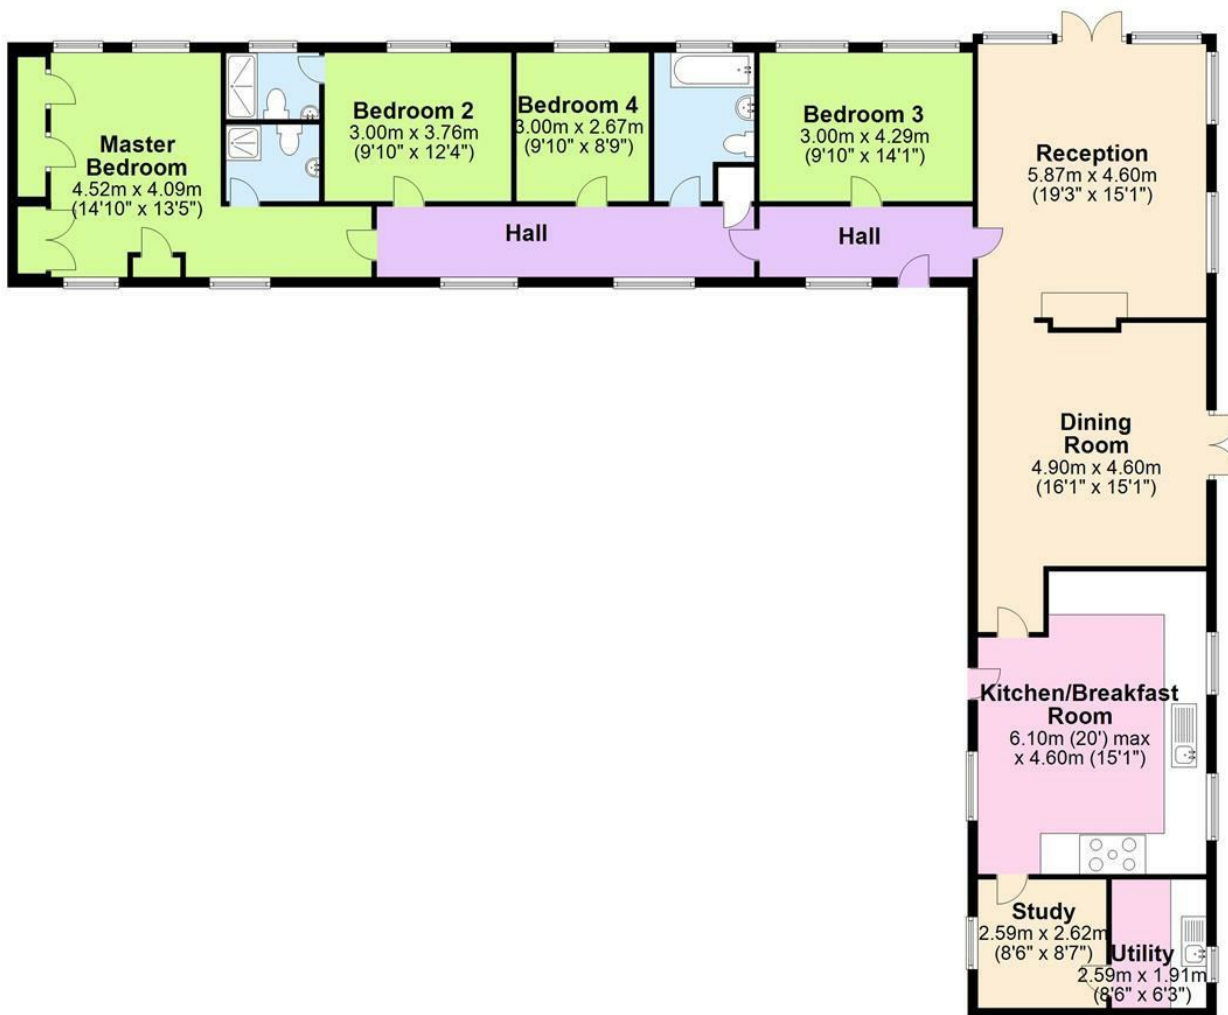 Master
Bedroom
4.52m x 4.09m
(14'10" x 13'5")
Bedroom 2
3.00m x 3.76m
(9'10" x 12'4")
Bedroom 4
3.00m x 2.67m
(9'10" x 8'9")
Bedroom 3
3.00m x 4.29m
(9'10" x 14'1")
Reception
5.87m x 4.60m
(19'3" x 15'1")
Hall
Hall
Dining
Room
4.90m x 4.60m
(16'1" x 15'1")
Kitchen/Breakfast
Room
6.10m (20') max
x 4.60m (15'1")
Study
2.59m x 2.62m
(8'6" x 8'7")
Utility
2.59m x 1.91m
(8'6" x 6'3")